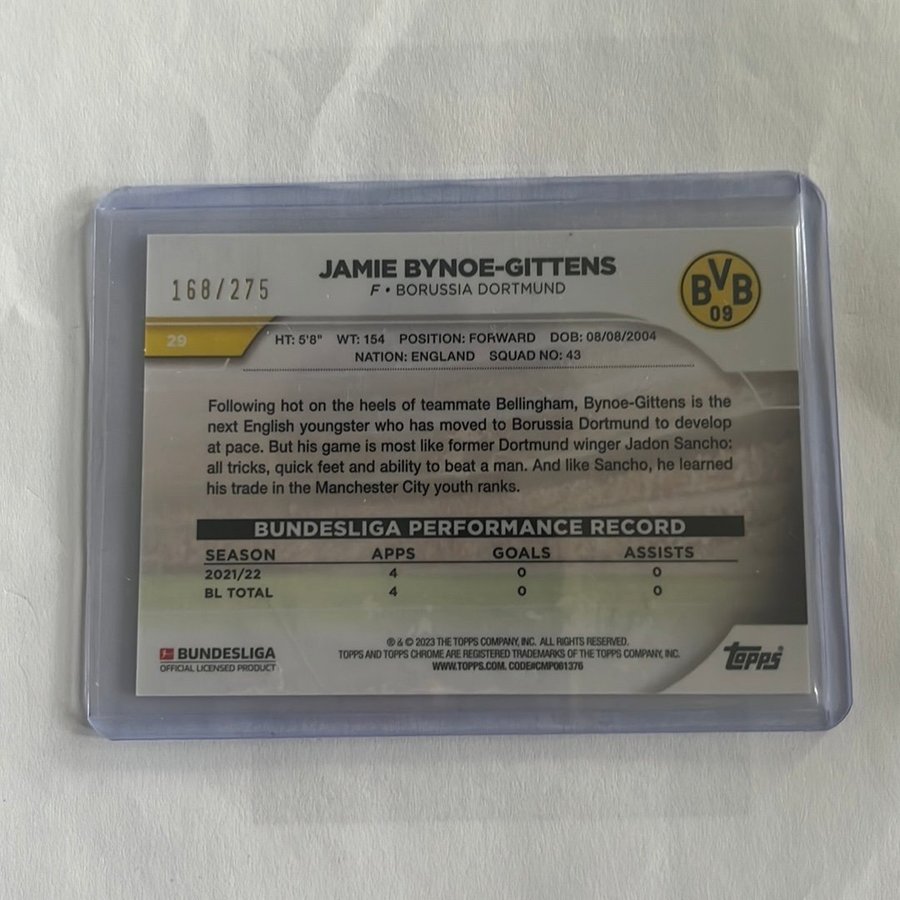 168/275
JAMIE BYNOE-GITTENS
F • BORUSSIA DORTMUND
BVB
09
29
HT: 5'8" WT: 154 POSITION: FORWARD DOB: 08/08/2004
NATION: ENGLAND SQUAD NO: 43
Following hot on the heels of teammate Bellingham, Bynoe-Gittens is the
next English youngster who has moved to Borussia Dortmund to develop
at pace. But his game is most like former Dortmund winger Jadon Sancho:
all tricks, quick feet and ability to beat a man. And like Sancho, he learned
his trade in the Manchester City youth ranks.
BUNDESLIGA PERFORMANCE RECORD
SEASON APPS GOALS ASSISTS
2021/22 4 0 0
BL TOTAL 4 0 0
BUNDESLIGA
OFFICIAL LICENSED PRODUCT
® & © 2023 THE TOPPS COMPANY, INC. ALL RIGHTS RESERVED.
TOPPS AND TOPPS CHROME ARE REGISTERED TRADEMARKS OF THE TOPPS COMPANY, INC.
WWW.TOPPS.COM. CODE#CMP061376
topps